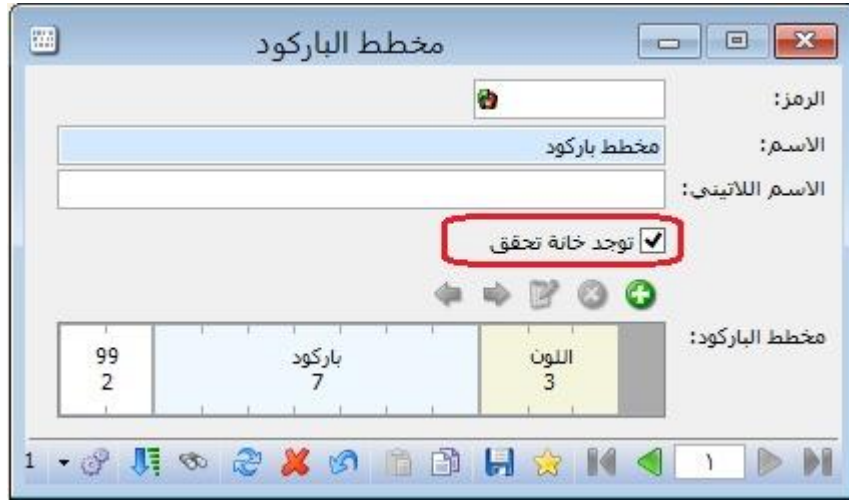 مخطط الباركود
الرمز:
الاسم: مخطط باركود
الاسم اللاتيني:
توجد خانة تحقق
مخطط الباركود:
99 باركود اللون
2 7 3
1 ١